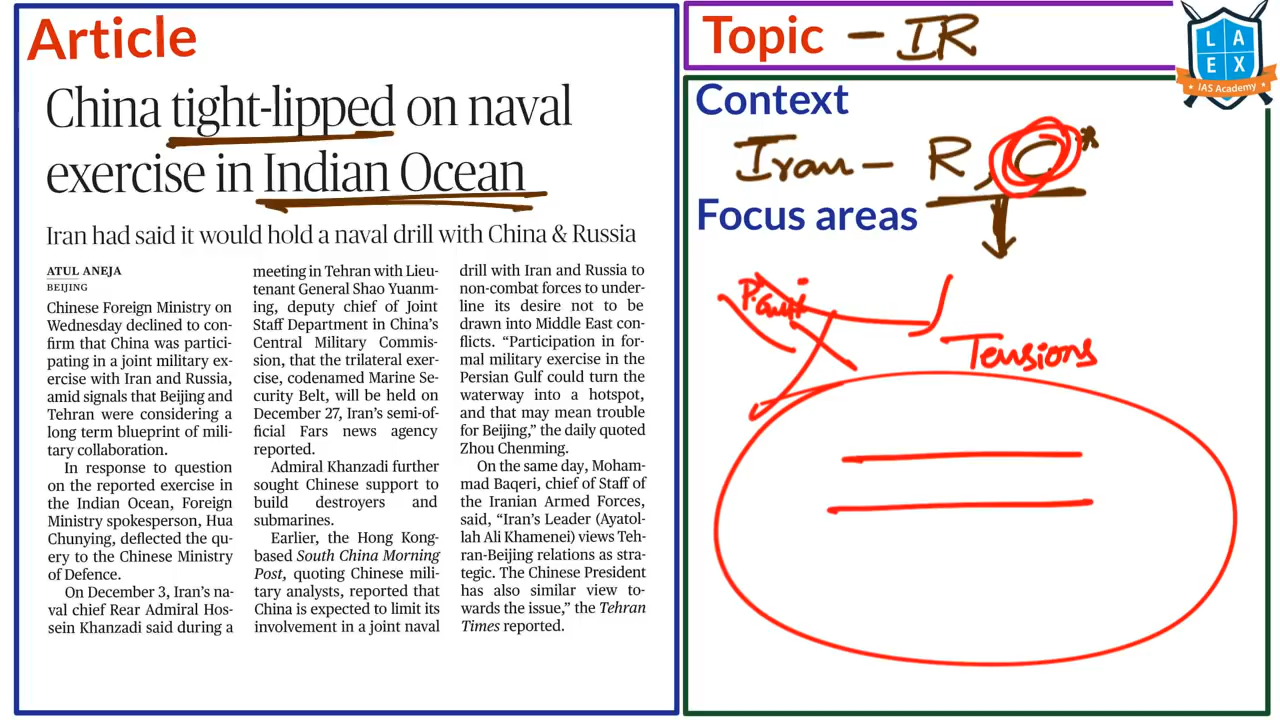 Article
China tight-lipped on naval
exercise in Indian Ocean
Iran had said it would hold a naval drill with China & Russia
ATUL ANEJA
BEIJING
Chinese Foreign Ministry on
Wednesday declined to con-
firm that China was partici-
pating in a joint military ex-
ercise with Iran and Russia,
amid signals that Beijing and
Tehran were considering a
long term blueprint of mili-
tary collaboration.
In response to question
on the reported exercise in
the Indian Ocean, Foreign
Ministry spokesperson, Hua
Chunying, deflected the qu-
ery to the Chinese Ministry
of Defence.
On December 3, Iran's na-
val chief Rear Admiral Hos-
sein Khanzadi said during a
meeting in Tehran with Lieu-
tenant General Shao Yuanm-
ing, deputy chief of Joint
Staff Department in China's
Central Military Commis-
sion, that the trilateral exer-
cise, codenamed Marine Se-
curity Belt, will be held on
December 27, Iran's semi-of-
ficial Fars news agency
reported.
Admiral Khanzadi further
sought Chinese support to
build destroyers and
submarines.
Earlier, the Hong Kong-
based South China Morning
Post, quoting Chinese mili-
tary analysts, reported that
China is expected to limit its
involvement in a joint naval
drill with Iran and Russia to
non-combat forces to under-
line its desire not to be
drawn into Middle East con-
flicts. “Participation in for-
mal military exercise in the
Persian Gulf could turn the
waterway into a hotspot,
and that may mean trouble
for Beijing,” the daily quoted
Zhou Chenming.
On the same day, Moham-
mad Baqeri, chief of Staff of
the Iranian Armed Forces,
said, “Iran's Leader (Ayatol-
lah Ali Khamenei) views Teh-
ran-Beijing relations as stra-
tegic. The Chinese President
has also similar view to-
wards the issue,” the Tehran
Times reported.
Topic - IR
LAEX
IAS Academy
Context
Iran - R, C*
Focus areas
P. Gulf
Tensions